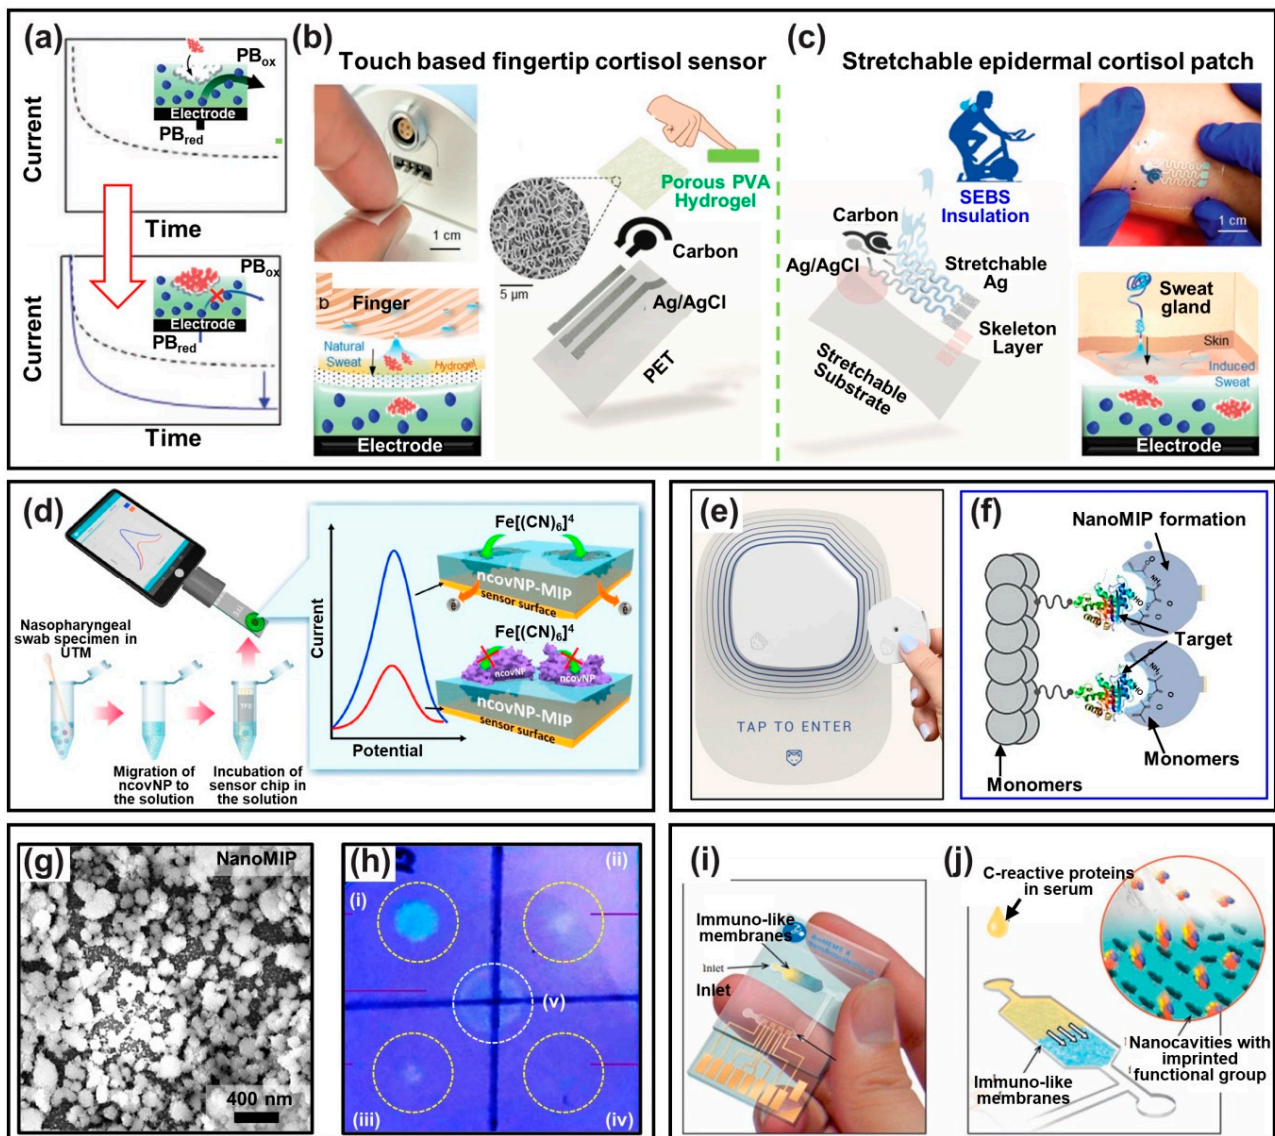 (a)
PBox
Electrode
PBred
Current
Time
PBox
Electrode
PBred
Current
Time
(b)
Touch based fingertip cortisol sensor
1 cm
Porous PVA
Hydrogel
Carbon
5 µm
Ag/AgCl
PET
b
Finger
Natural
Sweat
Hydrogel
Electrode
(c)
Stretchable epidermal cortisol patch
SEBS
Insulation
Carbon
Ag/AgCl
Stretchable
Ag
Skeleton
Layer
Stretchable
Substrate
1 cm
Sweat
gland
Skin
Induced
Sweat
Electrode
(d)
Nasopharyngeal
swab specimen in
UTM
Migration of
ncovNP to
the solution
Incubation of
sensor chip in
the solution
Current
Potential
Fe[(CN)6]4
ncovNP-MIP
sensor surface
e
e
Fe[(CN)6]4
ncovNP
ncovNP
ncovNP-MIP
sensor surface
(e)
TAP TO ENTER
(f)
NanoMIP formation
Target
Monomers
Monomers
(g)
NanoMIP
400 nm
(h)
(i)
(ii)
(iii)
(iv)
(v)
(i)
Immuno-like
membranes
Inlet
Inlet
(j)
C-reactive proteins
in serum
Nanocavities with
imprinted
functional group
Immuno-like
membranes